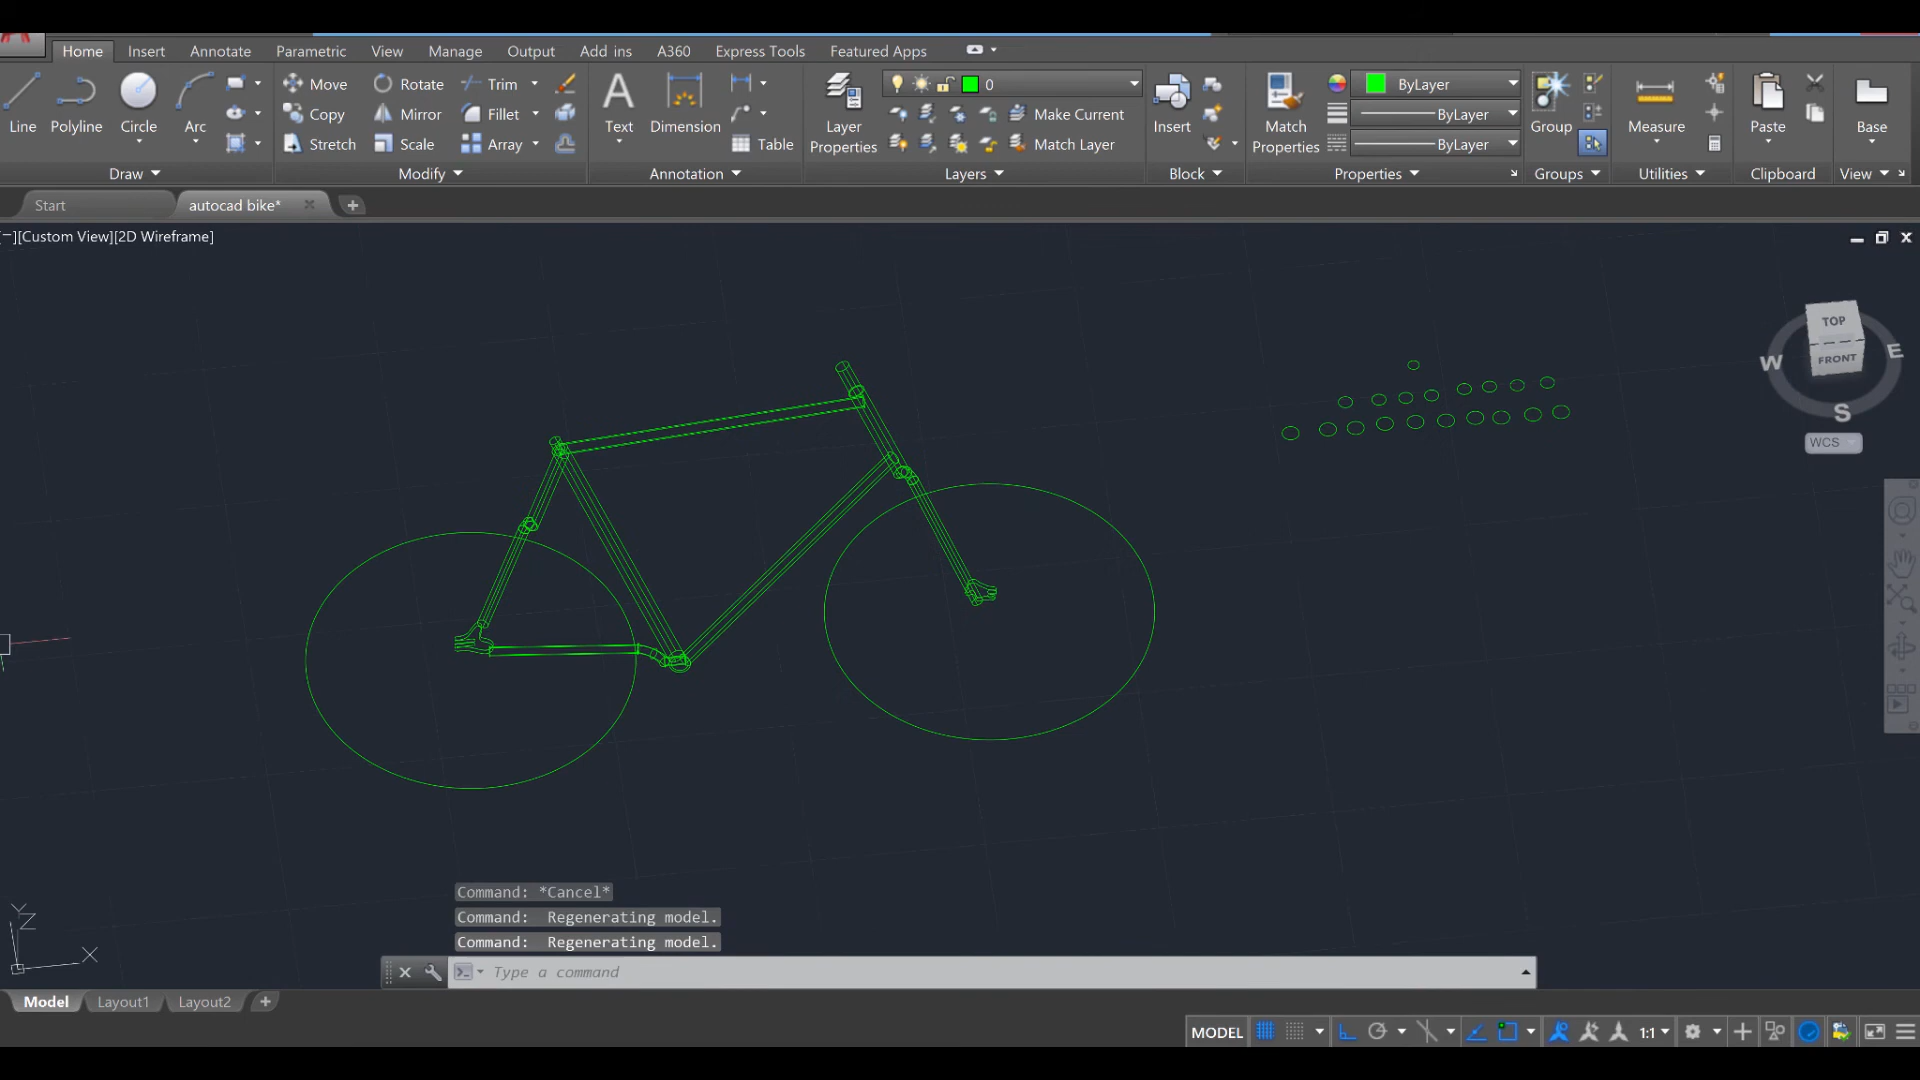 Home Insert Annotate Parametric View Manage Output Add ins A360 Express Tools Featured Apps
Line Polyline Circle Arc
Move Rotate Trim
Copy Mirror Fillet
Stretch Scale Array
Text Dimension Table
Layer Properties
0
Make Current
Match Layer
Insert
Match Properties
ByLayer
ByLayer
ByLayer
Group Measure Paste Base
Draw Modify Annotation Layers Block Properties Groups Utilities Clipboard View
Start autocad bike* +
[−][Custom View][2D Wireframe]
TOP
FRONT
W E
S
WCS
Command: *Cancel*
Command: Regenerating model.
Command: Regenerating model.
Type a command
Y
Z
X
Model Layout1 Layout2 +
MODEL 1:1